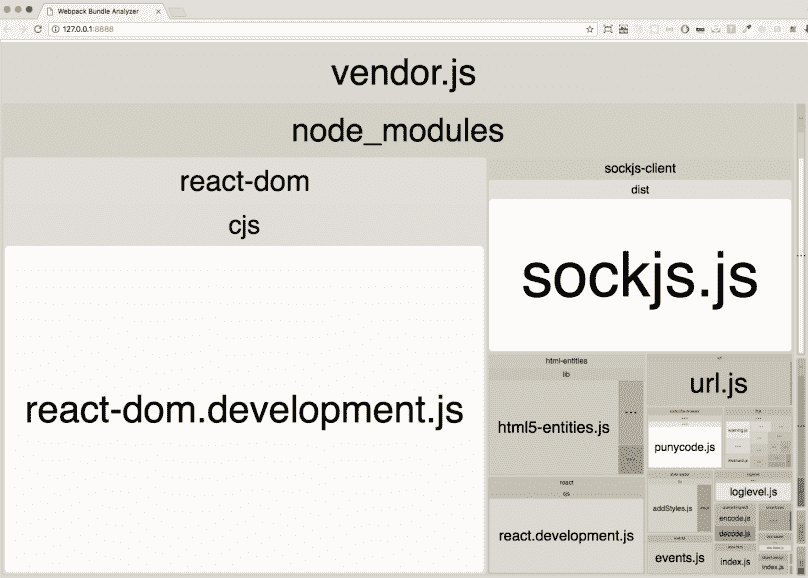 Webpack Bundle Analyzer
127.0.0.1:8888
vendor.js
node_modules
react-dom
cjs
react-dom.development.js
sockjs-client
dist
sockjs.js
html-entities
lib
html5-entities.js
...
react
cjs
react.development.js
url
url.js
punycode.js
warning.js
addStyles.js
loglevel.js
encode.js
decode.js
events.js
index.js
index.js